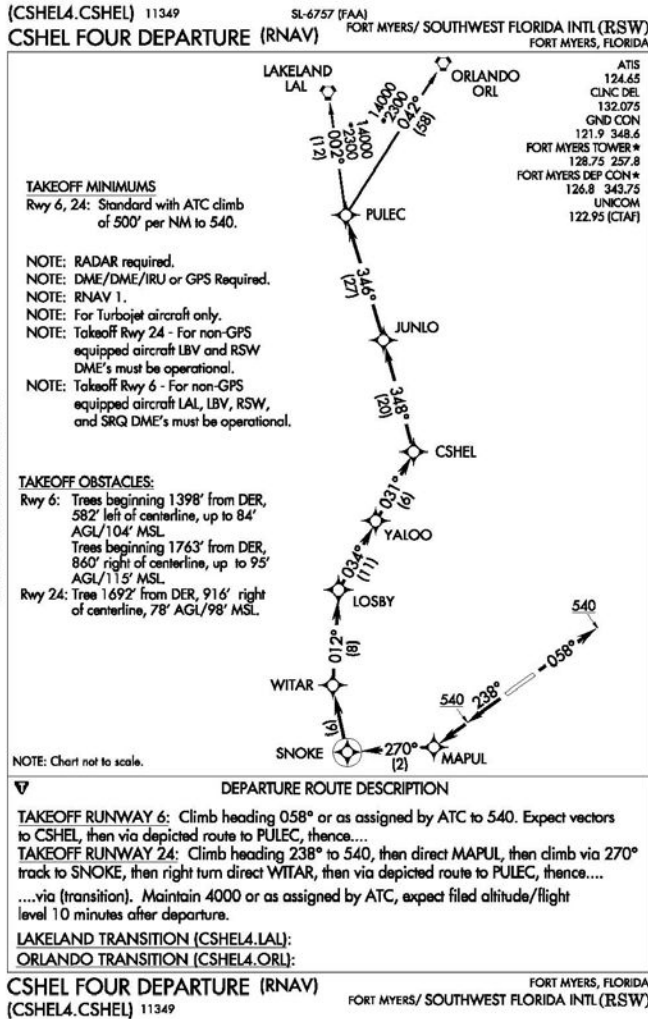 (CSHEL4.CSHEL) 11349
SL-6757 (FAA)
FORT MYERS/ SOUTHWEST FLORIDA INTL (RSW)
CSHEL FOUR DEPARTURE (RNAV)
FORT MYERS, FLORIDA
ATIS
124.65
CLNC DEL
132.075
GND CON
121.9 348.6
FORT MYERS TOWER★
128.75 257.8
FORT MYERS DEP CON★
126.8 343.75
UNICOM
122.95 (CTAF)
LAKELAND
LAL
ORLANDO
ORL
14000
*2300
002°
(12)
14000
*2300
042°
(58)
PULEC
346°
(27)
JUNLO
348°
(20)
CSHEL
031°
(6)
YALOO
034°
(11)
LOSBY
012°
(8)
WITAR
(6)
SNOKE
270°
(2)
MAPUL
540
238°
058°
540
TAKEOFF MINIMUMS
Rwy 6, 24: Standard with ATC climb
of 500' per NM to 540.
NOTE: RADAR required.
NOTE: DME/DME/IRU or GPS Required.
NOTE: RNAV 1.
NOTE: For Turbojet aircraft only.
NOTE: Takeoff Rwy 24 - For non-GPS
equipped aircraft LBV and RSW
DME's must be operational.
NOTE: Takeoff Rwy 6 - For non-GPS
equipped aircraft LAL, LBV, RSW,
and SRQ DME's must be operational.
TAKEOFF OBSTACLES:
Rwy 6: Trees beginning 1398' from DER,
582' left of centerline, up to 84'
AGL/104' MSL.
Trees beginning 1763' from DER,
860' right of centerline, up to 95'
AGL/115' MSL.
Rwy 24: Tree 1692' from DER, 916' right
of centerline, 78' AGL/98' MSL.
NOTE: Chart not to scale.
T
DEPARTURE ROUTE DESCRIPTION
TAKEOFF RUNWAY 6: Climb heading 058° or as assigned by ATC to 540. Expect vectors
to CSHEL, then via depicted route to PULEC, thence....
TAKEOFF RUNWAY 24: Climb heading 238° to 540, then direct MAPUL, then climb via 270°
track to SNOKE, then right turn direct WITAR, then via depicted route to PULEC, thence....
....via (transition). Maintain 4000 or as assigned by ATC, expect filed altitude/flight
level 10 minutes after departure.
LAKELAND TRANSITION (CSHEL4.LAL):
ORLANDO TRANSITION (CSHEL4.ORL):
CSHEL FOUR DEPARTURE (RNAV)
FORT MYERS, FLORIDA
(CSHEL4.CSHEL) 11349
FORT MYERS/ SOUTHWEST FLORIDA INTL (RSW)